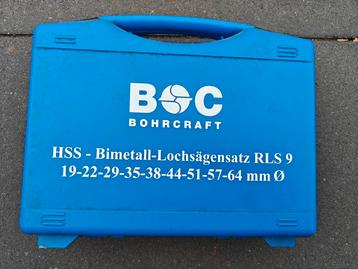 BOC
BOHRCRAFT
HSS - Bimetall-Lochsägensatz RLS 9
19-22-29-35-38-44-51-57-64 mm Ø